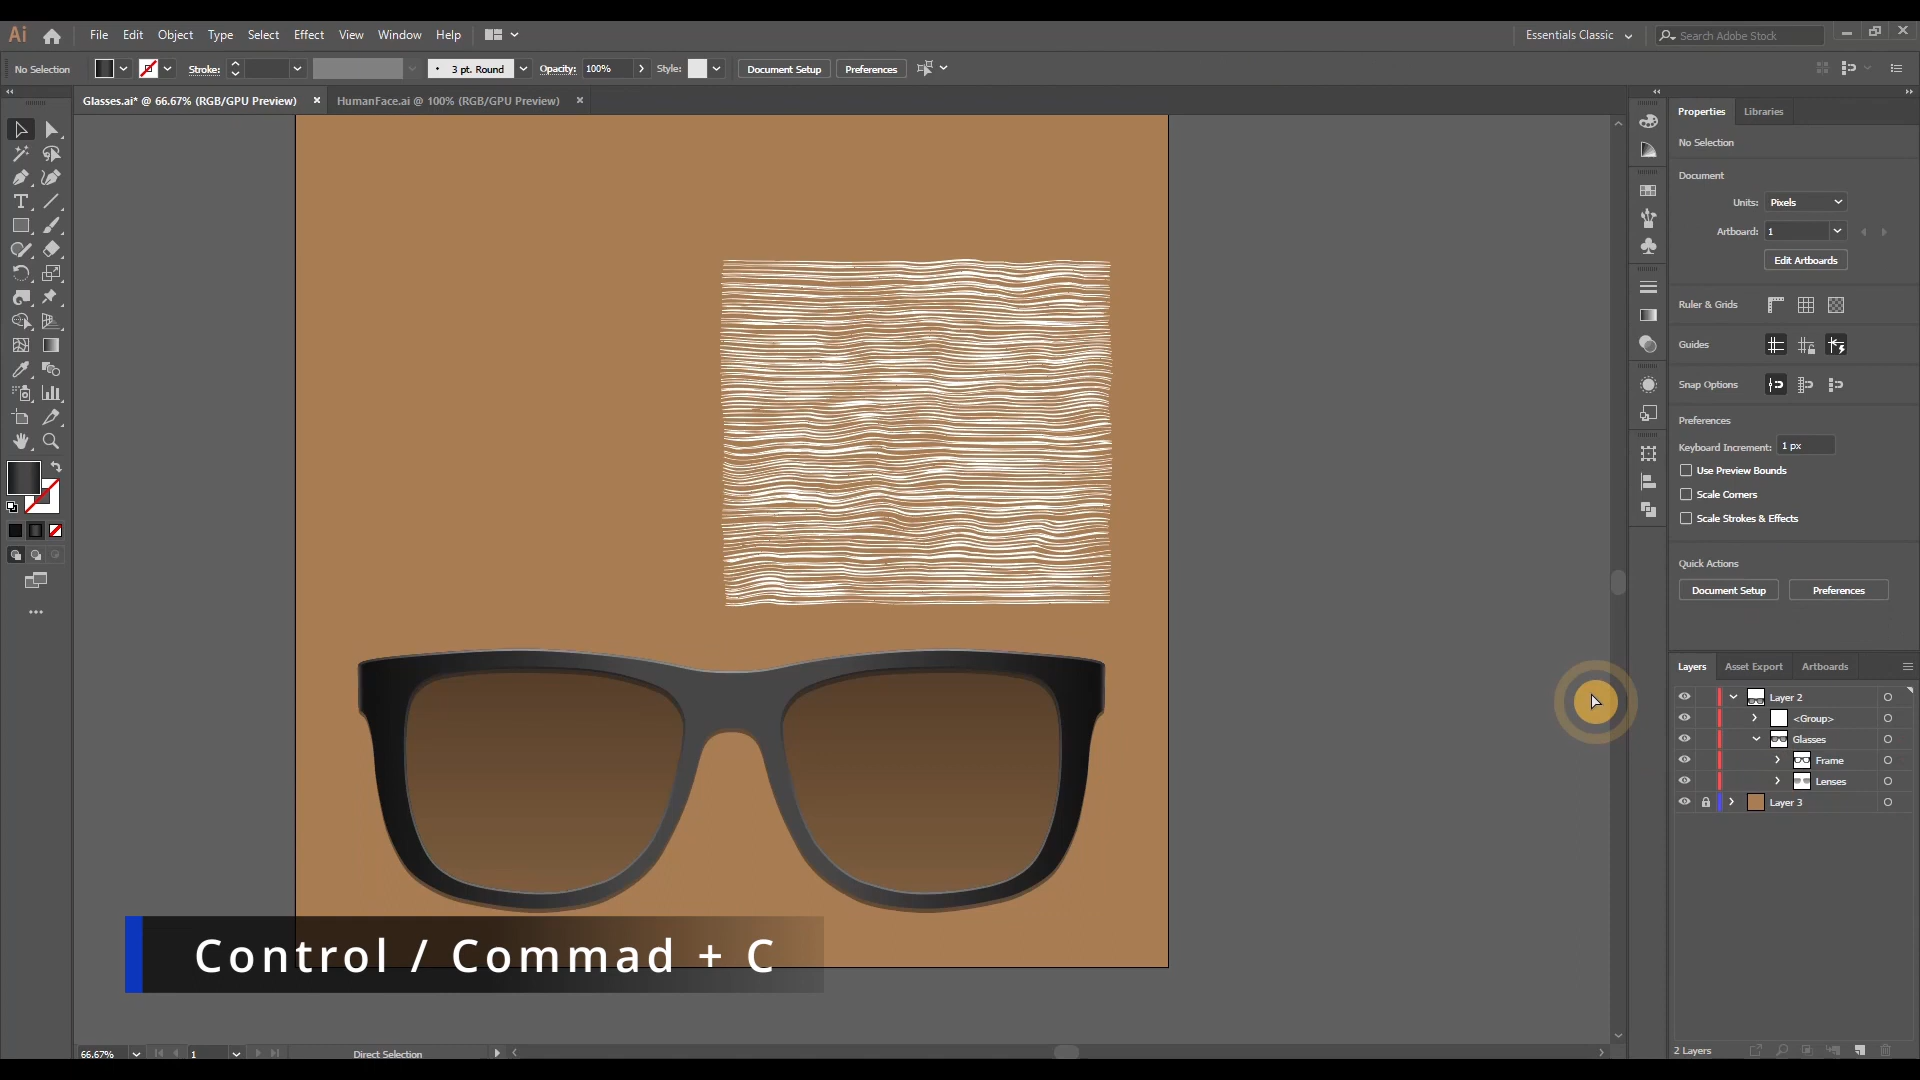 Ai
File Edit Object Type Select Effect View Window Help
Essentials Classic
Search Adobe Stock
No Selection
Stroke:
3 pt. Round
Opacity: 100%
Style:
Document Setup
Preferences
Glasses.ai* @ 66.67% (RGB/GPU Preview) ×
HumanFace.ai @ 100% (RGB/GPU Preview) ×
Properties Libraries
No Selection
Document
Units: Pixels
Artboard: 1
Edit Artboards
Ruler & Grids
Guides
Snap Options
Preferences
Keyboard Increment: 1 px
Use Preview Bounds
Scale Corners
Scale Strokes & Effects
Quick Actions
Document Setup Preferences
Layers Asset Export Artboards
Layer 2
<Group>
Glasses
Frame
Lenses
Layer 3
2 Layers
Control / Commad + C
66.67% 1 Direct Selection